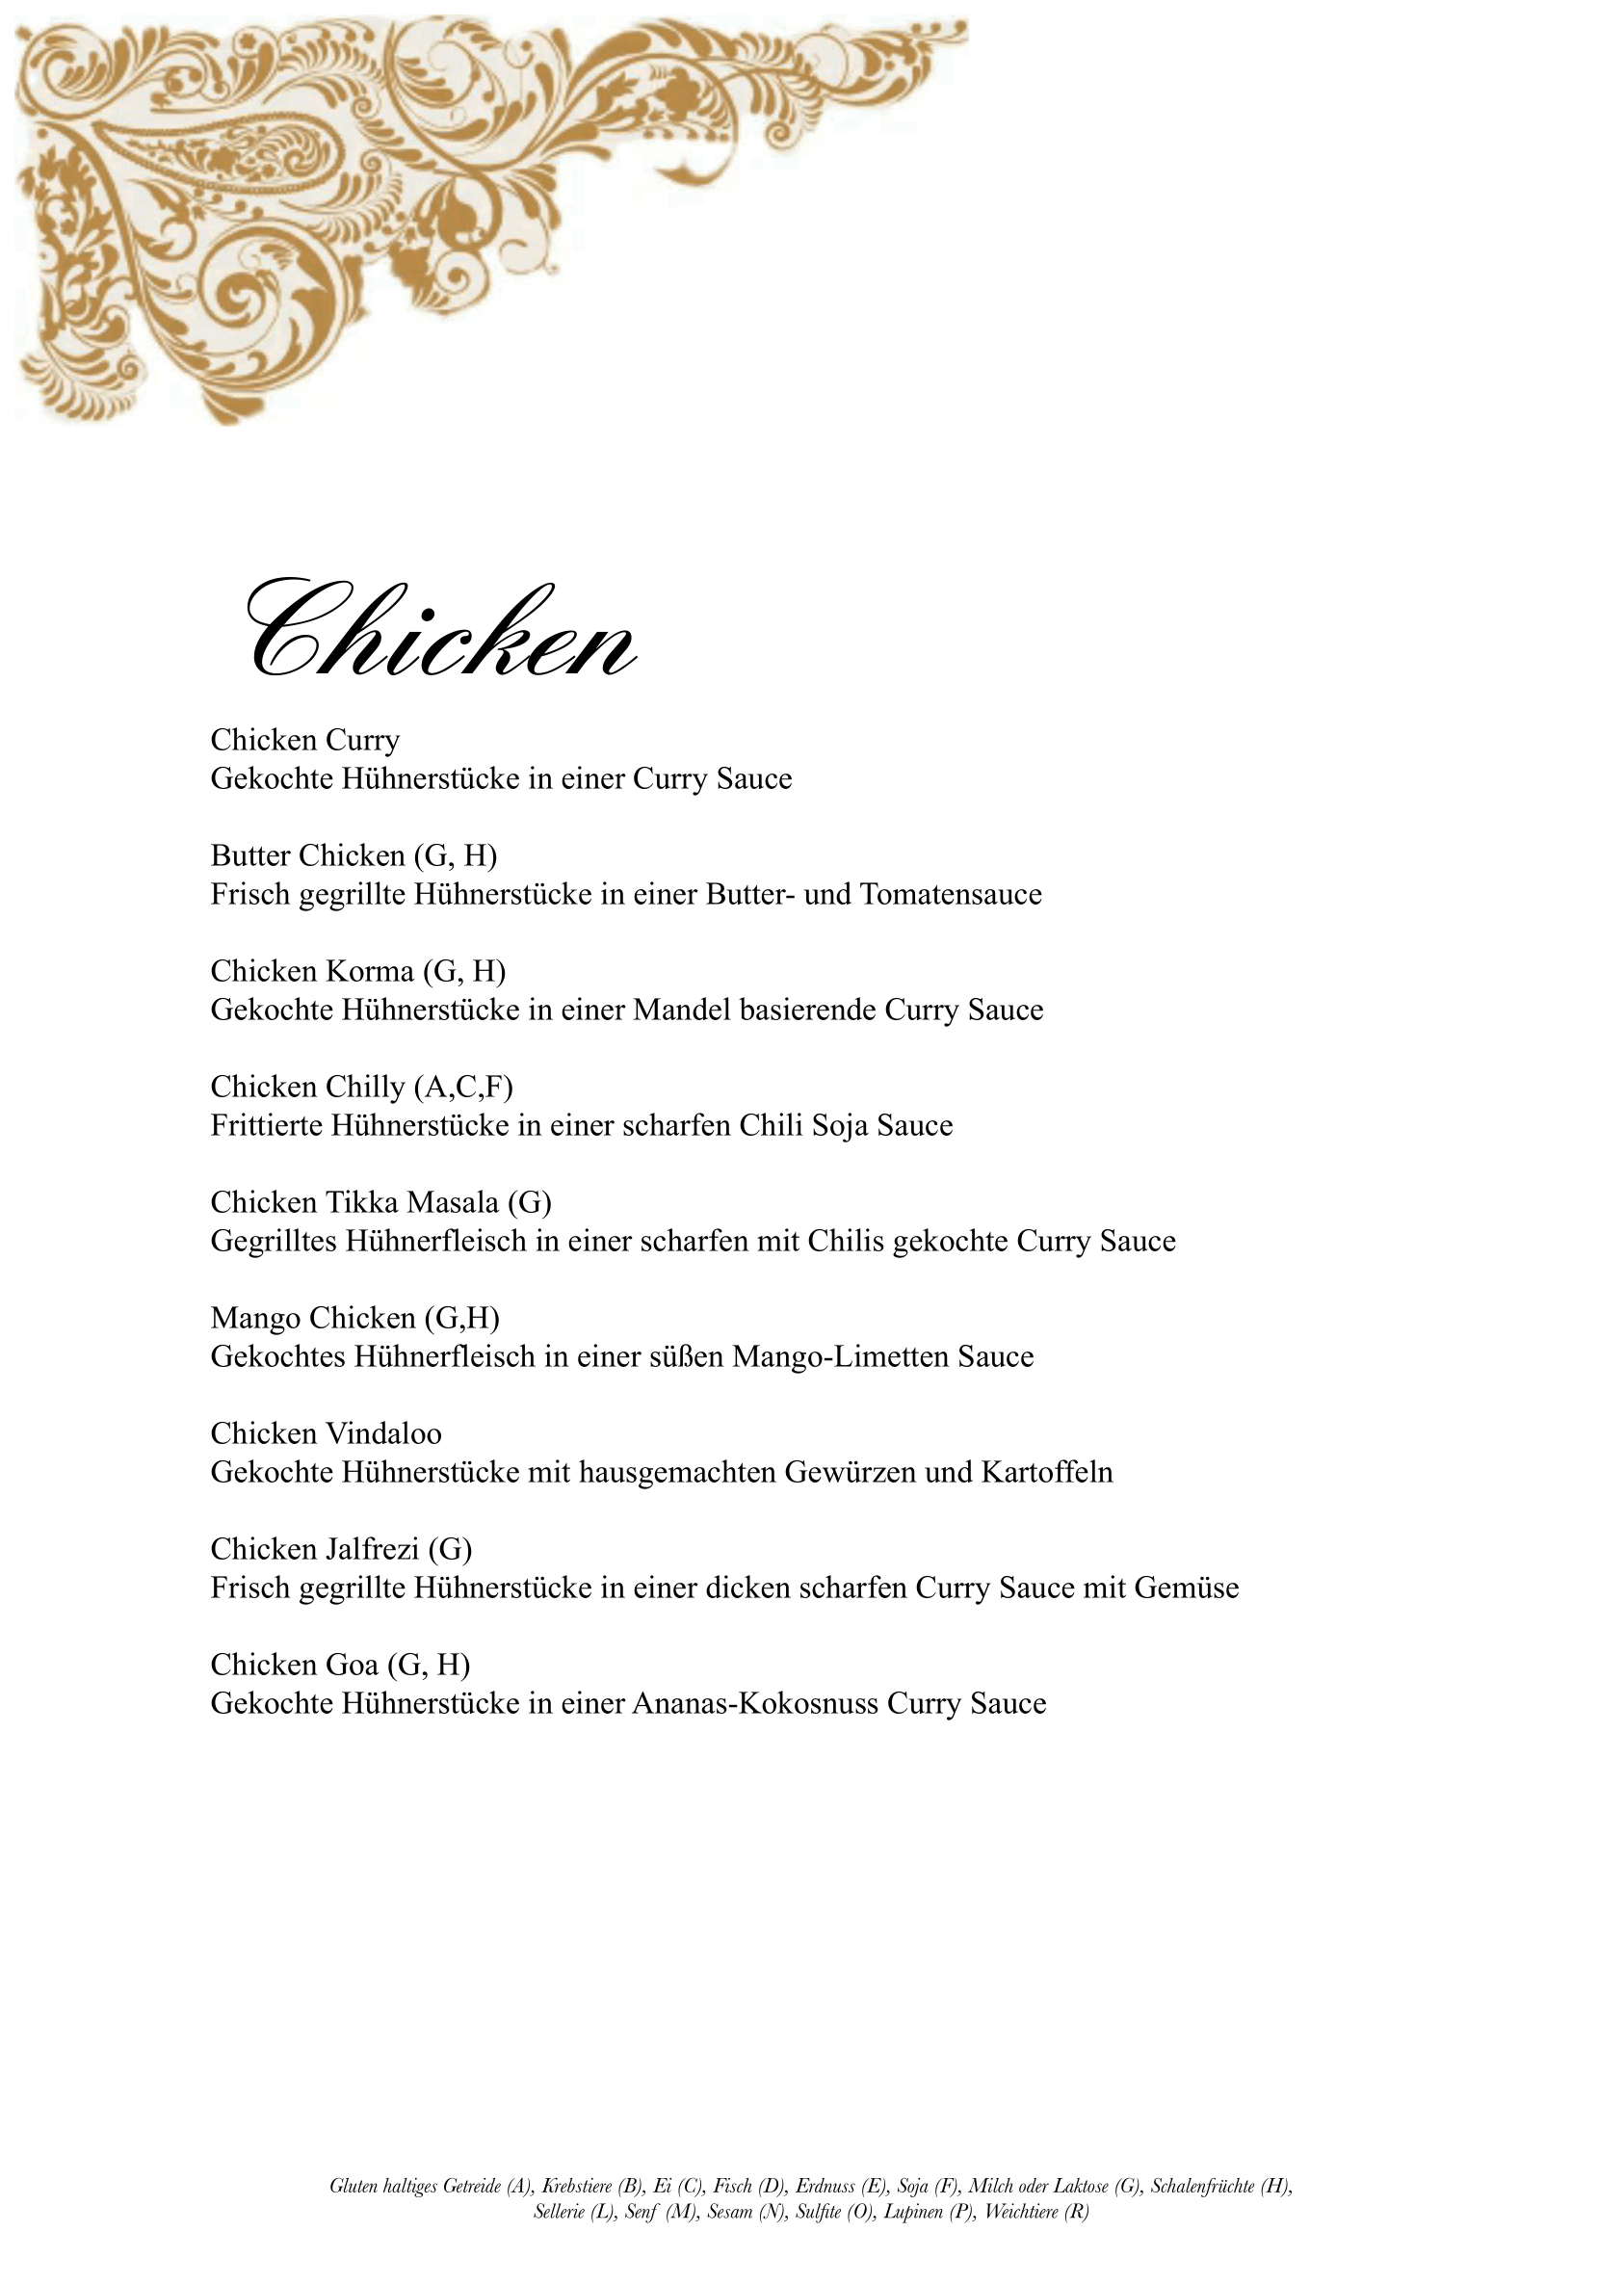 Chicken
Chicken Curry
Gekochte Hühnerstücke in einer Curry Sauce
Butter Chicken (G, H)
Frisch gegrillte Hühnerstücke in einer Butter- und Tomatensauce
Chicken Korma (G, H)
Gekochte Hühnerstücke in einer Mandel basierende Curry Sauce
Chicken Chilly (A,C,F)
Frittierte Hühnerstücke in einer scharfen Chili Soja Sauce
Chicken Tikka Masala (G)
Gegrilltes Hühnerfleisch in einer scharfen mit Chilis gekochte Curry Sauce
Mango Chicken (G,H)
Gekochtes Hühnerfleisch in einer süßen Mango-Limetten Sauce
Chicken Vindaloo
Gekochte Hühnerstücke mit hausgemachten Gewürzen und Kartoffeln
Chicken Jalfrezi (G)
Frisch gegrillte Hühnerstücke in einer dicken scharfen Curry Sauce mit Gemüse
Chicken Goa (G, H)
Gekochte Hühnerstücke in einer Ananas-Kokosnuss Curry Sauce
Gluten haltiges Getreide (A), Krebstiere (B), Ei (C), Fisch (D), Erdnuss (E), Soja (F), Milch oder Laktose (G), Schalenfrüchte (H),
Sellerie (L), Senf (M), Sesam (N), Sulfite (O), Lupinen (P), Weichtiere (R)